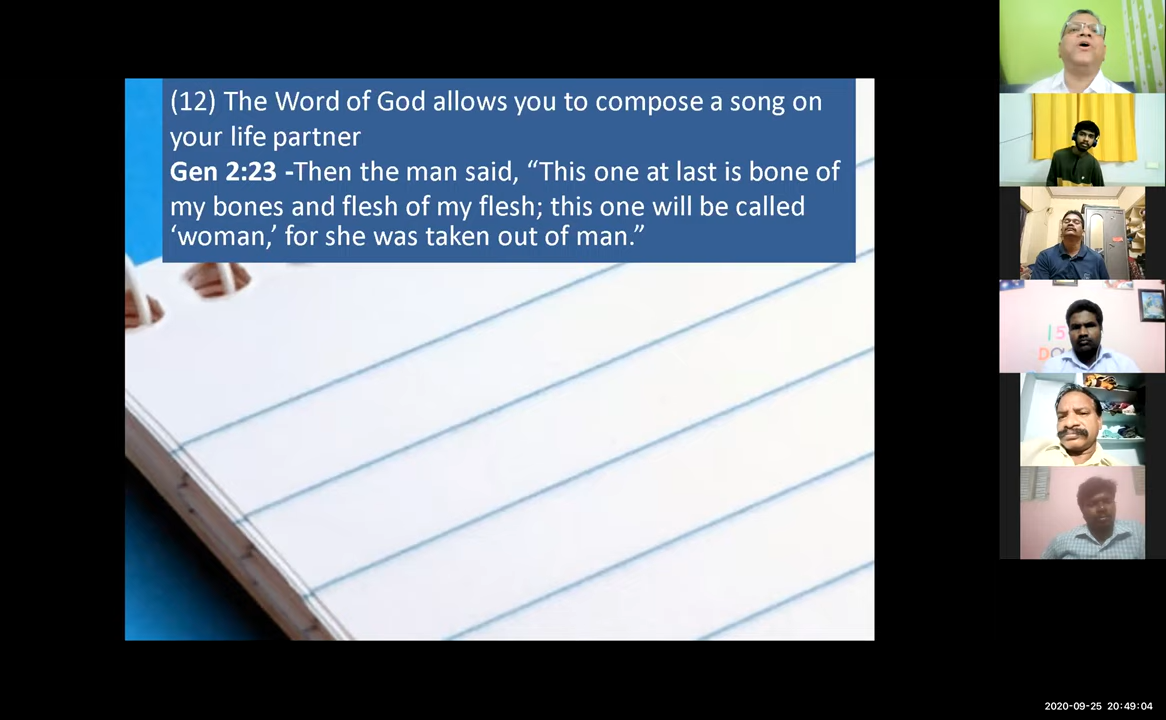 (12) The Word of God allows you to compose a song on
your life partner
Gen 2:23 -Then the man said, “This one at last is bone of
my bones and flesh of my flesh; this one will be called
‘woman,’ for she was taken out of man.”
2020-09-25 20:49:04